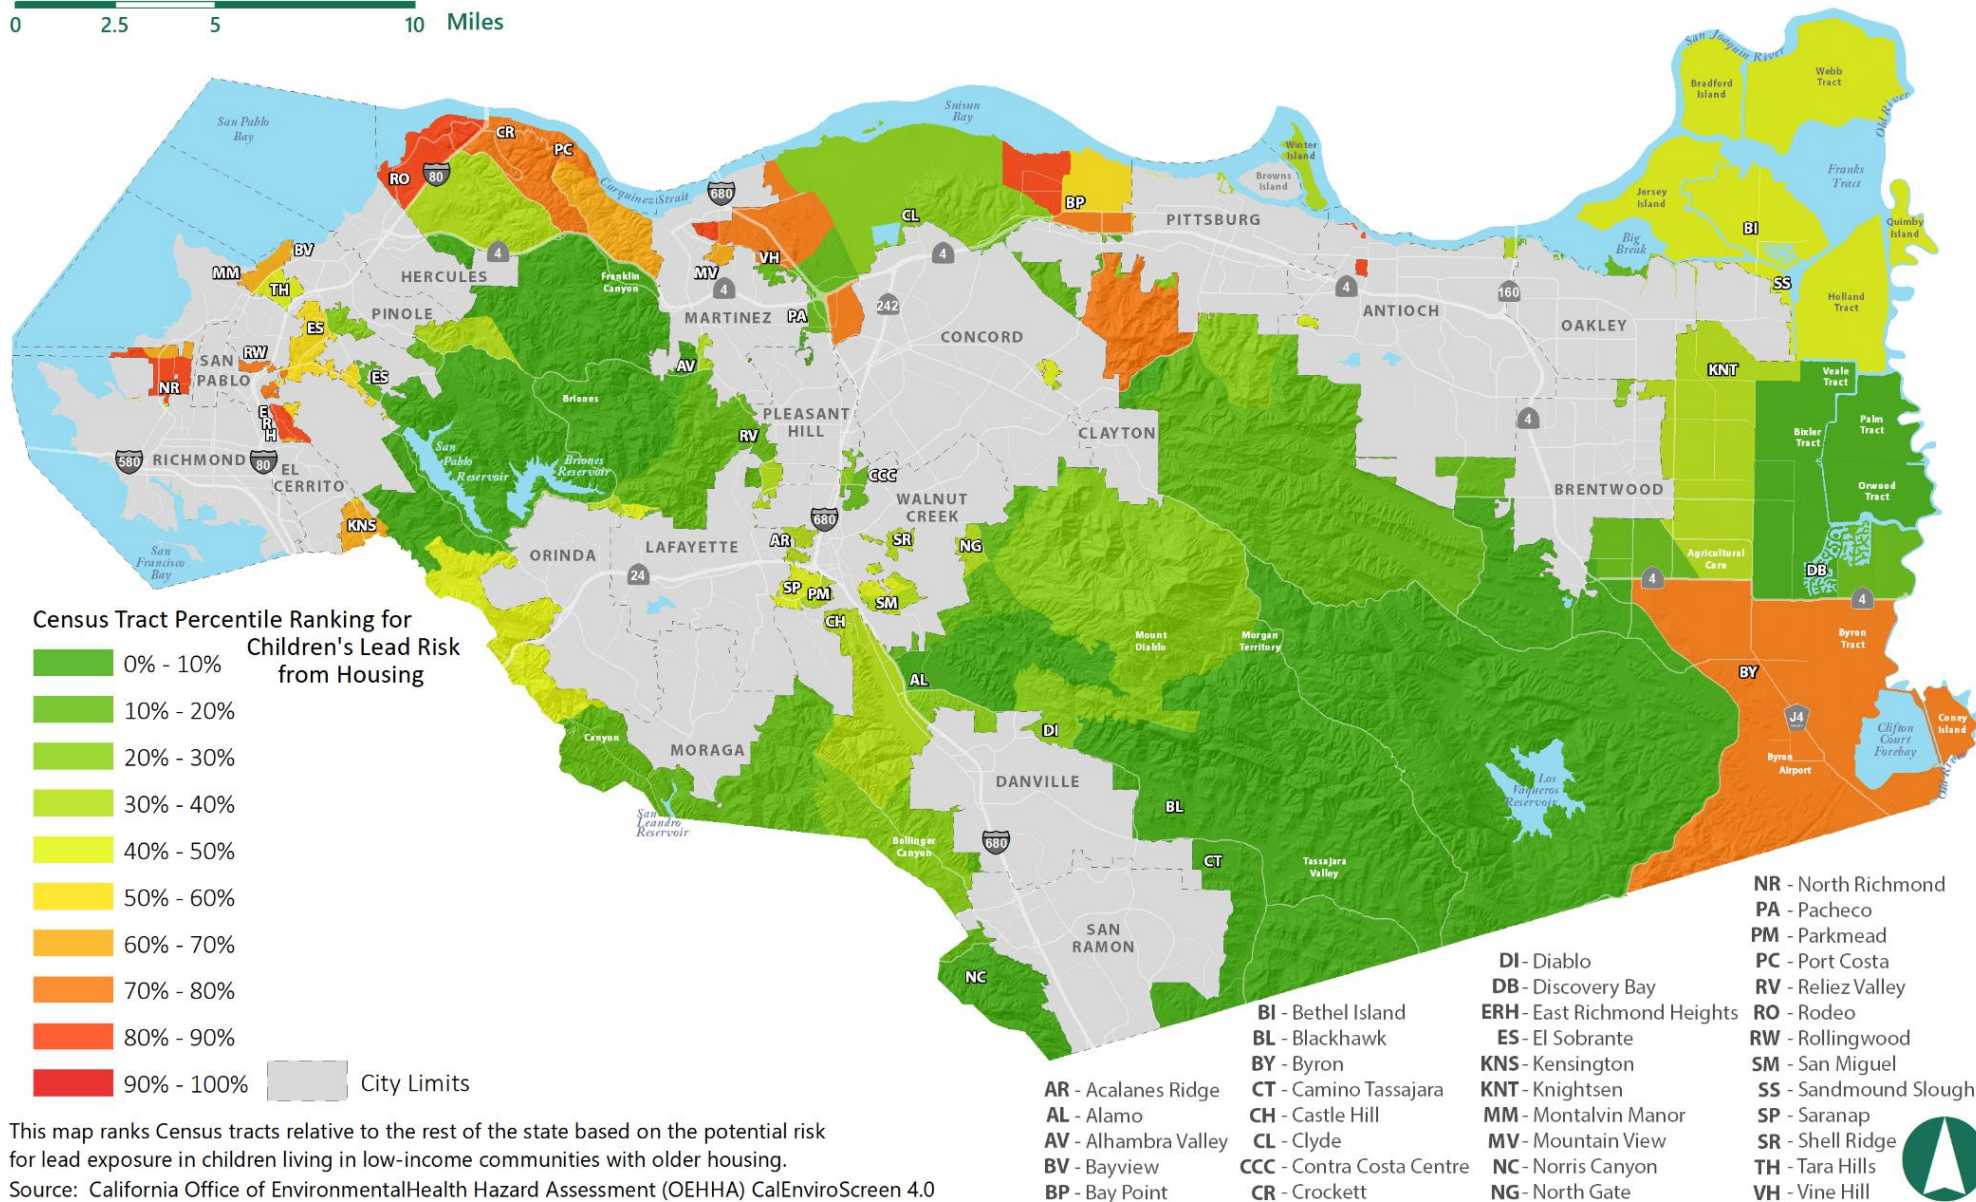 0 2.5 5 10 Miles
San Joaquin River
Webb
Tract
Bradford
Island
Old River
San Pablo
Bay
Suisun
Bay
CR
PC
RO
80
Carquinez Strait
680
Winter
Island
Browns
Island
Franks
Tract
Jersey
Island
Quimby
Island
BP
CL
PITTSBURG
BI
Big
Break
BV
MM
TH
HERCULES
4
Franklin
Canyon
MV
VH
4
4
4
160
SS
Holland
Tract
ES
PINOLE
MARTINEZ
PA
242
CONCORD
ANTIOCH
OAKLEY
RW
SAN
PABLO
NR
ES
AV
KNT
Veale
Tract
Briones
E
R
H
PLEASANT
HILL
RV
CLAYTON
4
Bixler
Tract
Palm
Tract
580
RICHMOND
80
EL
CERRITO
San
Pablo
Reservoir
Briones
Reservoir
CCC
WALNUT
CREEK
BRENTWOOD
Orwood
Tract
KNS
680
San
Francisco
Bay
ORINDA
LAFAYETTE
AR
SR
NG
Agricultural
Core
24
SP
PM
SM
4
DB
4
CH
Mount
Diablo
Morgan
Territory
Byron
Tract
AL
BY
Canyon
MORAGA
DI
J4
Clifton
Court
Forebay
Coney
Island
DANVILLE
Byron
Airport
Old River
San
Leandro
Reservoir
BL
Los
Vaqueros
Reservoir
Bollinger
Canyon
680
CT
Tassajara
Valley
SAN
RAMON
NC
Census Tract Percentile Ranking for
Children's Lead Risk
from Housing
0% - 10%
10% - 20%
20% - 30%
30% - 40%
40% - 50%
50% - 60%
60% - 70%
70% - 80%
80% - 90%
90% - 100%
City Limits
AR - Acalanes Ridge
AL - Alamo
AV - Alhambra Valley
BV - Bayview
BP - Bay Point
BI - Bethel Island
BL - Blackhawk
BY - Byron
CT - Camino Tassajara
CH - Castle Hill
CL - Clyde
CCC - Contra Costa Centre
CR - Crockett
DI - Diablo
DB - Discovery Bay
ERH - East Richmond Heights
ES - El Sobrante
KNS - Kensington
KNT - Knightsen
MM - Montalvin Manor
MV - Mountain View
NC - Norris Canyon
NG - North Gate
NR - North Richmond
PA - Pacheco
PM - Parkmead
PC - Port Costa
RV - Reliez Valley
RO - Rodeo
RW - Rollingwood
SM - San Miguel
SS - Sandmound Slough
SP - Saranap
SR - Shell Ridge
TH - Tara Hills
VH - Vine Hill
This map ranks Census tracts relative to the rest of the state based on the potential risk
for lead exposure in children living in low-income communities with older housing.
Source: California Office of EnvironmentalHealth Hazard Assessment (OEHHA) CalEnviroScreen 4.0